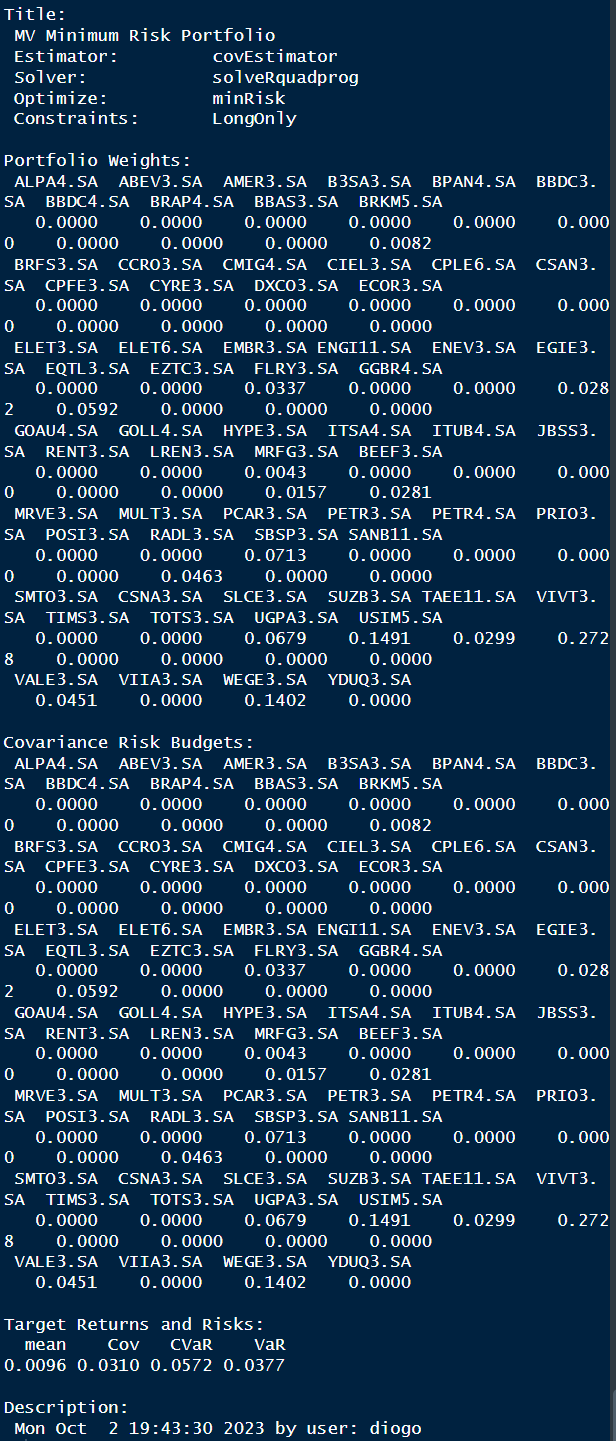 Title:
 MV Minimum Risk Portfolio
 Estimator:         covEstimator
 Solver:            solveRquadprog
 Optimize:          minRisk
 Constraints:       LongOnly

Portfolio Weights:
 ALPA4.SA  ABEV3.SA  AMER3.SA  B3SA3.SA  BPAN4.SA  BBDC3.
SA  BBDC4.SA  BRAP4.SA  BBAS3.SA  BRKM5.SA
   0.0000    0.0000    0.0000    0.0000    0.0000    0.000
0    0.0000    0.0000    0.0000    0.0082
 BRFS3.SA  CCRO3.SA  CMIG4.SA  CIEL3.SA  CPLE6.SA  CSAN3.
SA  CPFE3.SA  CYRE3.SA  DXCO3.SA  ECOR3.SA
   0.0000    0.0000    0.0000    0.0000    0.0000    0.000
0    0.0000    0.0000    0.0000    0.0000
 ELET3.SA  ELET6.SA  EMBR3.SA ENGI11.SA  ENEV3.SA  EGIE3.
SA  EQTL3.SA  EZTC3.SA  FLRY3.SA  GGBR4.SA
   0.0000    0.0000    0.0337    0.0000    0.0000    0.028
2    0.0592    0.0000    0.0000    0.0000
 GOAU4.SA  GOLL4.SA  HYPE3.SA  ITSA4.SA  ITUB4.SA  JBSS3.
SA  RENT3.SA  LREN3.SA  MRFG3.SA  BEEF3.SA
   0.0000    0.0000    0.0043    0.0000    0.0000    0.000
0    0.0000    0.0000    0.0157    0.0281
 MRVE3.SA  MULT3.SA  PCAR3.SA  PETR3.SA  PETR4.SA  PRIO3.
SA  POSI3.SA  RADL3.SA  SBSP3.SA SANB11.SA
   0.0000    0.0000    0.0713    0.0000    0.0000    0.000
0    0.0000    0.0463    0.0000    0.0000
 SMTO3.SA  CSNA3.SA  SLCE3.SA  SUZB3.SA TAEE11.SA  VIVT3.
SA  TIMS3.SA  TOTS3.SA  UGPA3.SA  USIM5.SA
   0.0000    0.0000    0.0679    0.1491    0.0299    0.272
8    0.0000    0.0000    0.0000    0.0000
 VALE3.SA  VIIA3.SA  WEGE3.SA  YDUQ3.SA
   0.0451    0.0000    0.1402    0.0000

Covariance Risk Budgets:
 ALPA4.SA  ABEV3.SA  AMER3.SA  B3SA3.SA  BPAN4.SA  BBDC3.
SA  BBDC4.SA  BRAP4.SA  BBAS3.SA  BRKM5.SA
   0.0000    0.0000    0.0000    0.0000    0.0000    0.000
0    0.0000    0.0000    0.0000    0.0082
 BRFS3.SA  CCRO3.SA  CMIG4.SA  CIEL3.SA  CPLE6.SA  CSAN3.
SA  CPFE3.SA  CYRE3.SA  DXCO3.SA  ECOR3.SA
   0.0000    0.0000    0.0000    0.0000    0.0000    0.000
0    0.0000    0.0000    0.0000    0.0000
 ELET3.SA  ELET6.SA  EMBR3.SA ENGI11.SA  ENEV3.SA  EGIE3.
SA  EQTL3.SA  EZTC3.SA  FLRY3.SA  GGBR4.SA
   0.0000    0.0000    0.0337    0.0000    0.0000    0.028
2    0.0592    0.0000    0.0000    0.0000
 GOAU4.SA  GOLL4.SA  HYPE3.SA  ITSA4.SA  ITUB4.SA  JBSS3.
SA  RENT3.SA  LREN3.SA  MRFG3.SA  BEEF3.SA
   0.0000    0.0000    0.0043    0.0000    0.0000    0.000
0    0.0000    0.0000    0.0157    0.0281
 MRVE3.SA  MULT3.SA  PCAR3.SA  PETR3.SA  PETR4.SA  PRIO3.
SA  POSI3.SA  RADL3.SA  SBSP3.SA SANB11.SA
   0.0000    0.0000    0.0713    0.0000    0.0000    0.000
0    0.0000    0.0463    0.0000    0.0000
 SMTO3.SA  CSNA3.SA  SLCE3.SA  SUZB3.SA TAEE11.SA  VIVT3.
SA  TIMS3.SA  TOTS3.SA  UGPA3.SA  USIM5.SA
   0.0000    0.0000    0.0679    0.1491    0.0299    0.272
8    0.0000    0.0000    0.0000    0.0000
 VALE3.SA  VIIA3.SA  WEGE3.SA  YDUQ3.SA
   0.0451    0.0000    0.1402    0.0000

Target Returns and Risks:
  mean    Cov   CVaR    VaR
0.0096 0.0310 0.0572 0.0377

Description:
 Mon Oct  2 19:43:30 2023 by user: diogo